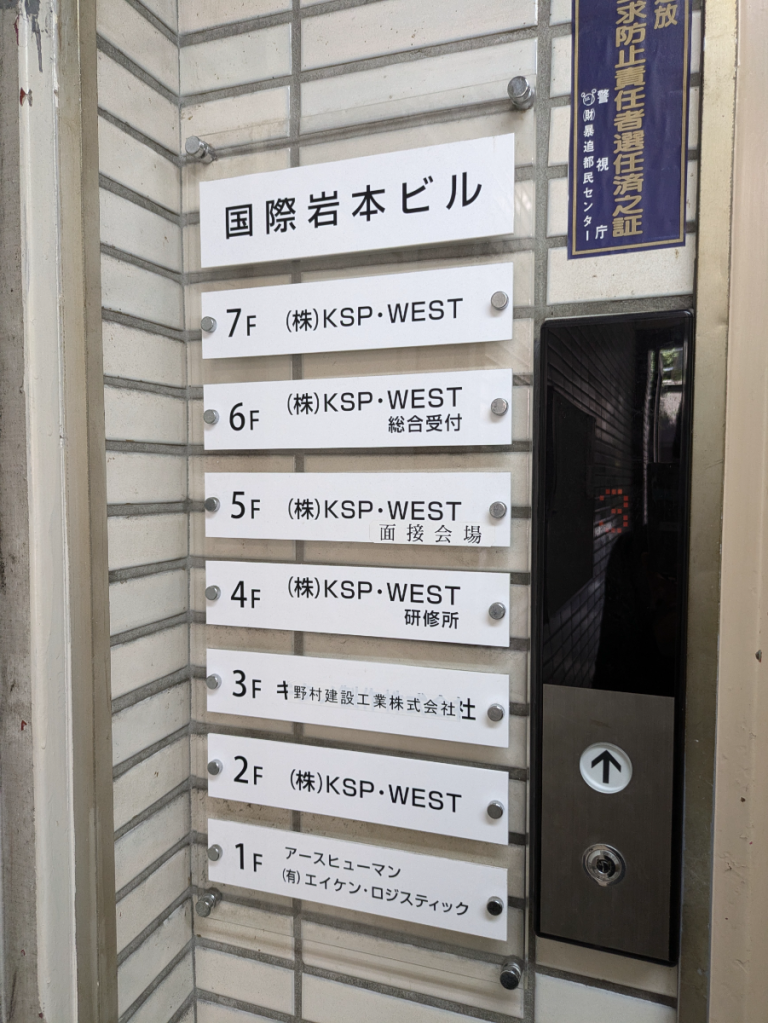 国際岩本ビル
7F (株)KSP・WEST
6F (株)KSP・WEST
総合受付
5F (株)KSP・WEST
面接会場
4F (株)KSP・WEST
研修所
3F 野村建設工業株式会社
2F (株)KSP・WEST
1F アースヒューマン
(有)エイケン・ロジスティック
放
求防止責任者選任済之証
警視庁
(財)暴追都民センター